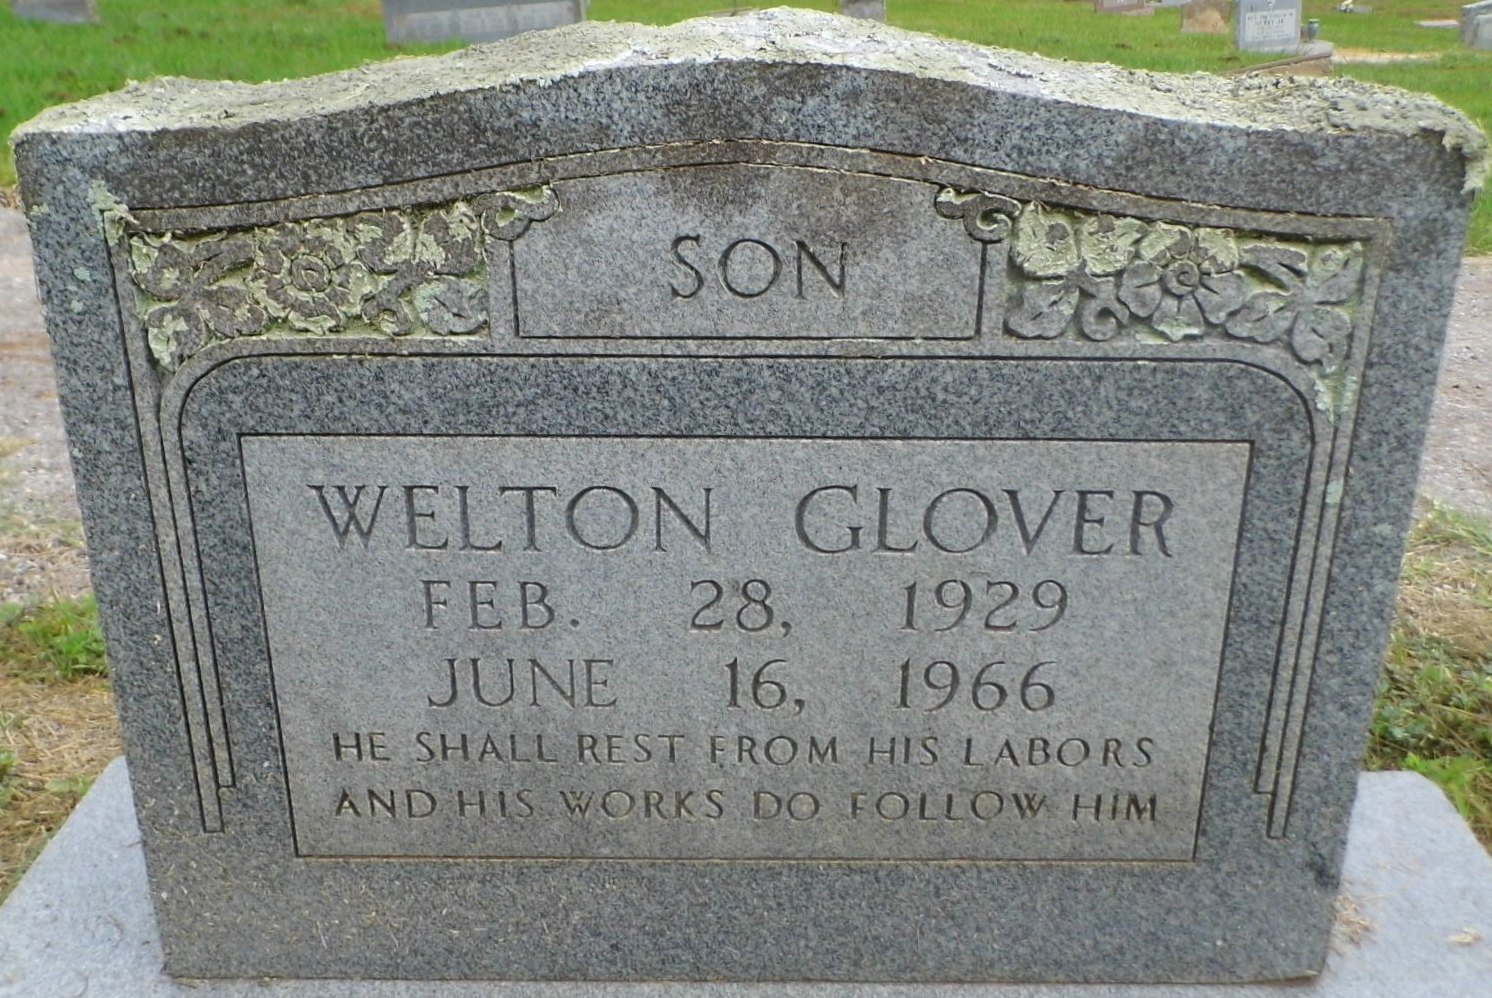 SON
WELTON GLOVER
FEB. 28, 1929
JUNE 16, 1966
HE SHALL REST FROM HIS LABORS
AND HIS WORKS DO FOLLOW HIM